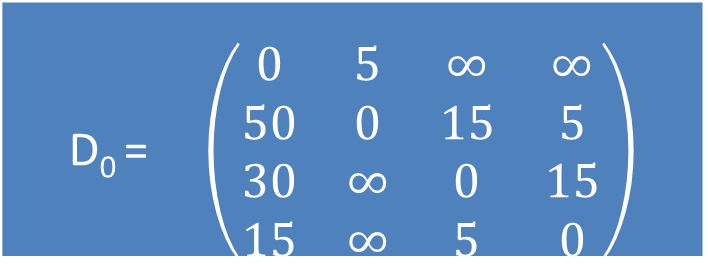 0 5 ∞ ∞
50 0 15 5
D₀ =
30 ∞ 0 15
15 ∞ 5 0